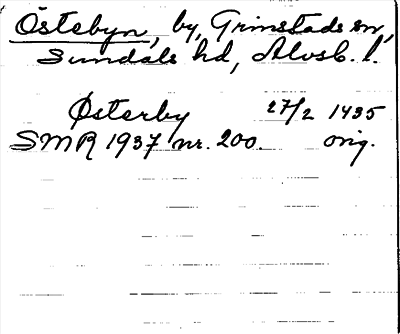 Östebyn, by, Grinstads sn,
Sundals hd, Älvsb. l.
Østerby 27/2 1435
SMR 1937 nr. 200. orig.